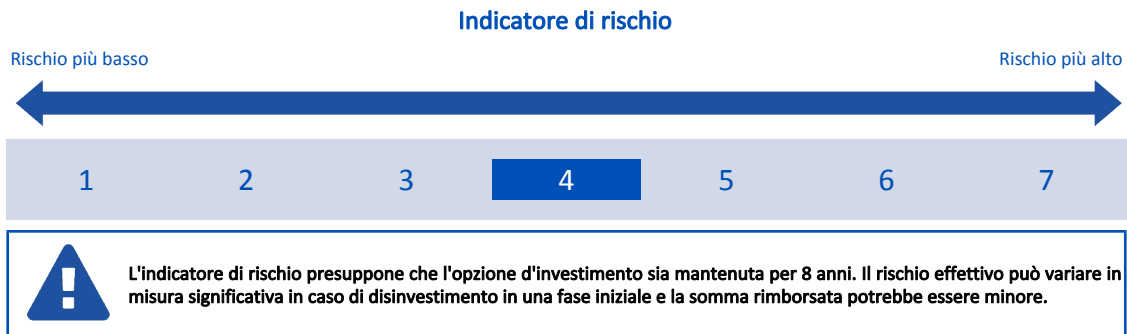 Indicatore di rischio
Rischio più basso
Rischio più alto
1 2 3 4 5 6 7
L'indicatore di rischio presuppone che l'opzione d'investimento sia mantenuta per 8 anni. Il rischio effettivo può variare in
misura significativa in caso di disinvestimento in una fase iniziale e la somma rimborsata potrebbe essere minore.